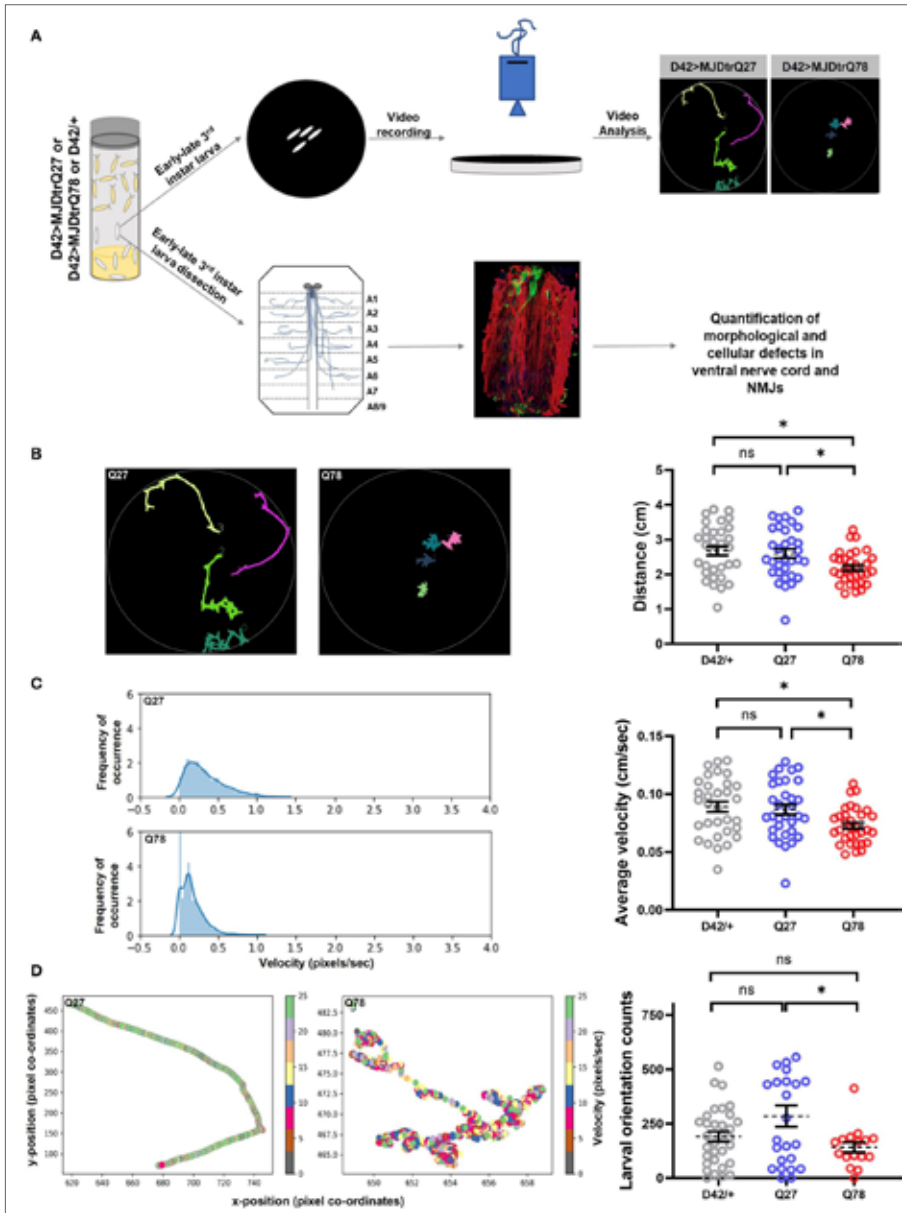 A
D42>MJDtrQ27 or
D42>MJDtrQ78 or D42/+
Early-late 3rd
instar larva
Video
recording
Video
Analysis
D42>MJDtrQ27
D42>MJDtrQ78
Early-late 3rd instar
larva dissection
A1
A2
A3
A4
A5
A6
A7
A8/9
Quantification of
morphological and
cellular defects in
ventral nerve cord and
NMJs
B
Q27
Q78
*
ns
*
Distance (cm)
5
4
3
2
1
0
D42/+
Q27
Q78
C
Q27
Frequency of
occurrence
6
4
2
0
−0.5 0.0 0.5 1.0 1.5 2.0 2.5 3.0 3.5 4.0
Q78
Frequency of
occurrence
6
4
2
0
−0.5 0.0 0.5 1.0 1.5 2.0 2.5 3.0 3.5 4.0
Velocity (pixels/sec)
*
ns
*
Average velocity (cm/sec)
0.15
0.10
0.05
0.00
D42/+
Q27
Q78
D
Q27
y-position (pixel co-ordinates)
450
400
350
300
250
200
150
100
620 640 660 680 700 720 740
25
20
15
10
5
0
Q78
682.5
680.0
677.5
675.0
672.5
670.0
667.5
665.0
650 652 654 656 658
25
20
15
10
5
0
Velocity (pixels/sec)
x-position (pixel co-ordinates)
ns
ns
*
Larval orientation counts
750
500
250
0
D42/+
Q27
Q78